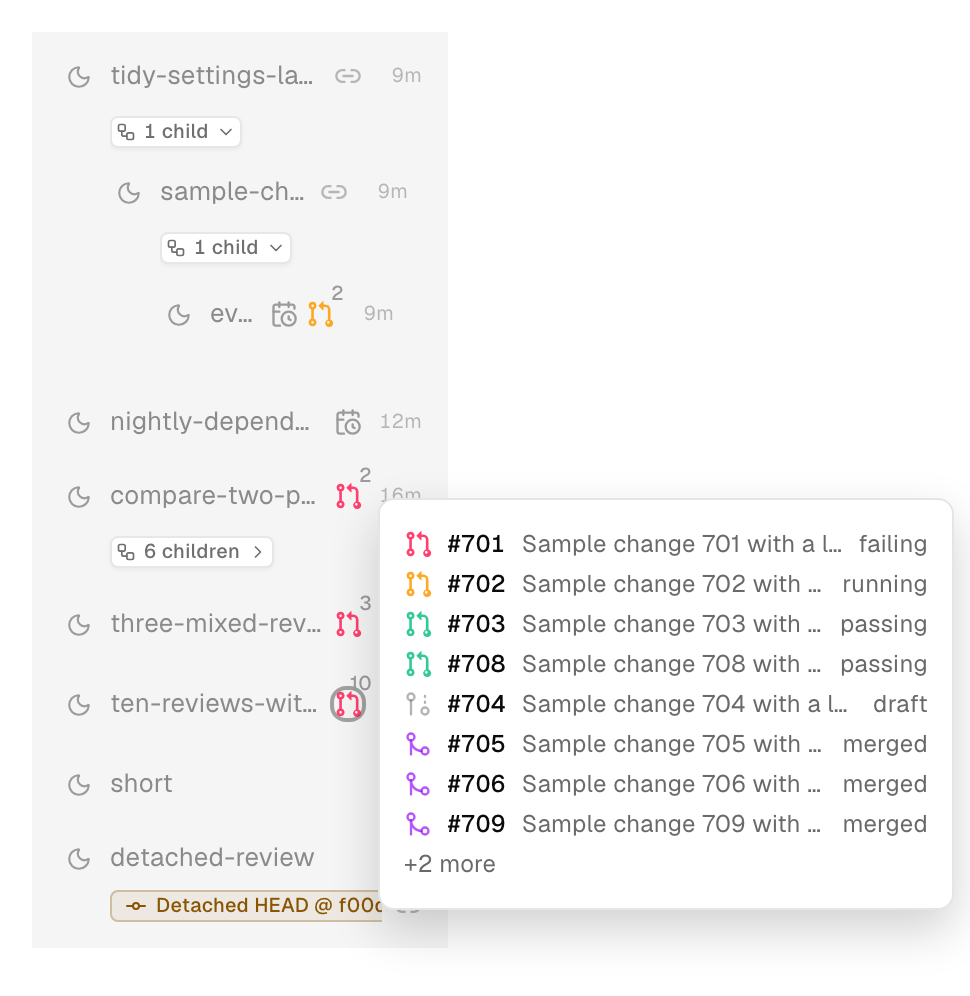 tidy-settings-la... 9m
1 child
sample-ch... 9m
1 child
2
ev... 9m
nightly-depend... 12m
2
compare-two-p... 16m
6 children
3
three-mixed-rev...
10
ten-reviews-wit...
short
detached-review
Detached HEAD @ f00
#701 Sample change 701 with a l... failing
#702 Sample change 702 with ... running
#703 Sample change 703 with ... passing
#708 Sample change 708 with ... passing
#704 Sample change 704 with a l... draft
#705 Sample change 705 with ... merged
#706 Sample change 706 with ... merged
#709 Sample change 709 with ... merged
+2 more